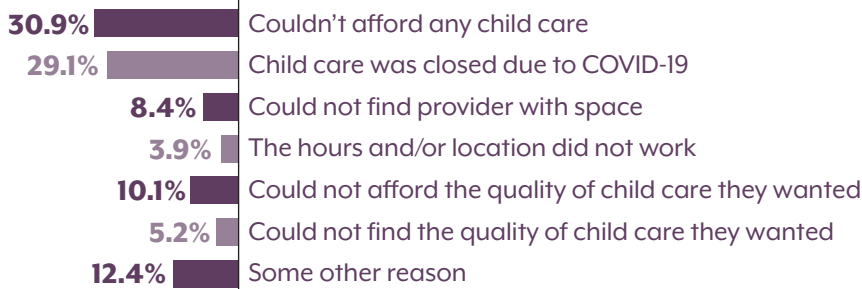 30.9% Couldn’t afford any child care
29.1% Child care was closed due to COVID-19
8.4% Could not find provider with space
3.9% The hours and/or location did not work
10.1% Could not afford the quality of child care they wanted
5.2% Could not find the quality of child care they wanted
12.4% Some other reason